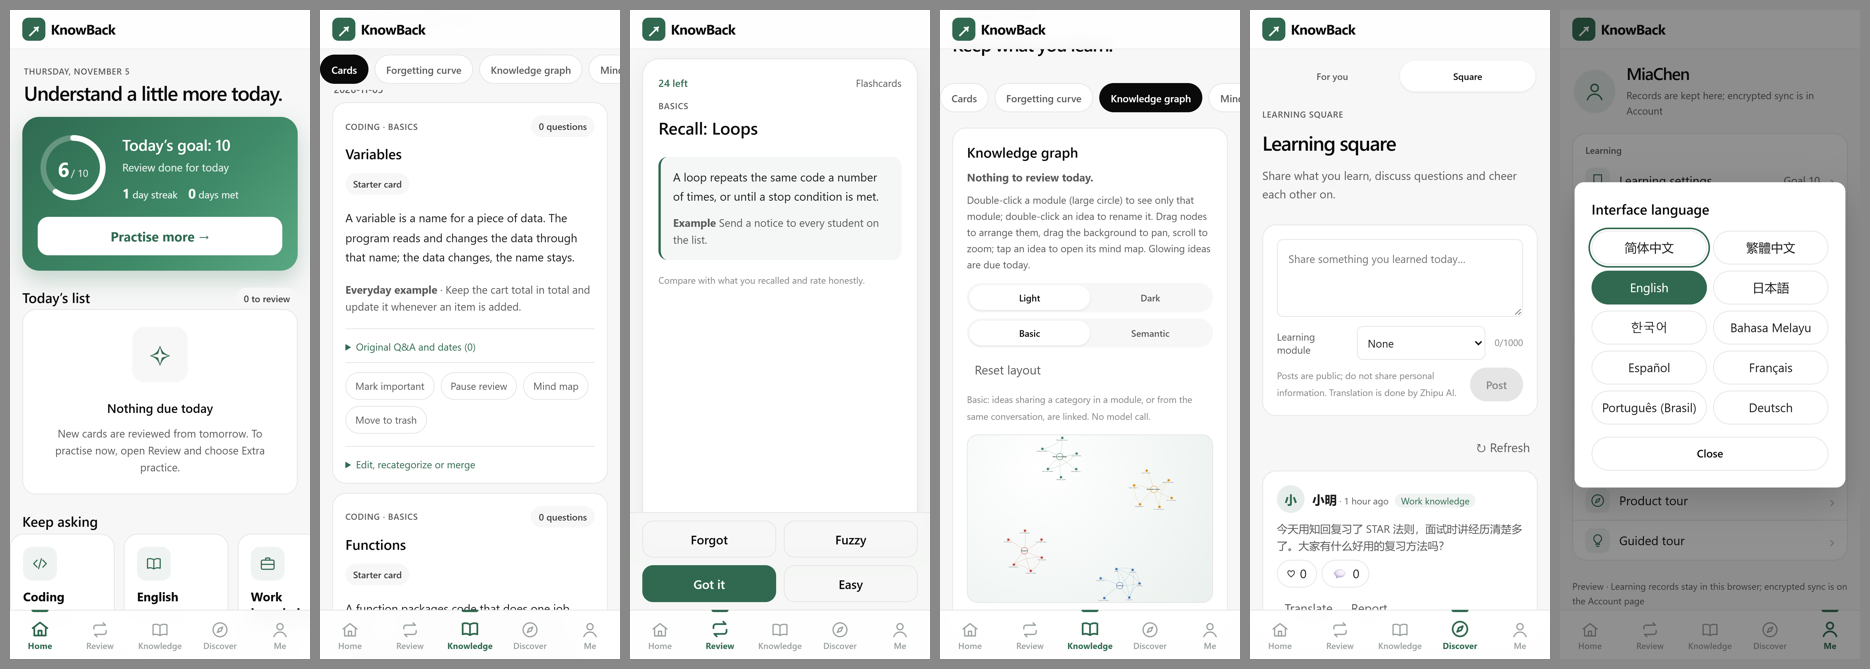 KnowBack
THURSDAY, NOVEMBER 5
Understand a little more today.
6 / 10
Today's goal: 10
Review done for today
1 day streak 0 days met
Practise more →
Today's list
0 to review
Nothing due today
New cards are reviewed from tomorrow. To
practise now, open Review and choose Extra
practice.
Keep asking
Coding
English
Work
Home
Review
Knowledge
Discover
Me
KnowBack
Cards
Forgetting curve
Knowledge graph
CODING · BASICS
0 questions
Variables
Starter card
A variable is a name for a piece of data. The
program reads and changes the data through
that name; the data changes, the name stays.
Everyday example · Keep the cart total in total and
update it whenever an item is added.
▶ Original Q&A and dates (0)
Mark important
Pause review
Mind map
Move to trash
▶ Edit, recategorize or merge
CODING · BASICS
0 questions
Functions
Starter card
A function packages code that does one job
Home
Review
Knowledge
Discover
Me
KnowBack
24 left
Flashcards
BASICS
Recall: Loops
A loop repeats the same code a number
of times, or until a stop condition is met.
Example Send a notice to every student on
the list.
Compare with what you recalled and rate honestly.
Forgot
Fuzzy
Got it
Easy
Home
Review
Knowledge
Discover
Me
KnowBack
Keep what you learn.
Cards
Forgetting curve
Knowledge graph
Knowledge graph
Nothing to review today.
Double-click a module (large circle) to see only that
module; double-click an idea to rename it. Drag nodes
to arrange them, drag the background to pan, scroll to
zoom; tap an idea to open its mind map. Glowing ideas
are due today.
Light
Dark
Basic
Semantic
Reset layout
Basic: ideas sharing a category in a module, or from the
same conversation, are linked. No model call.
Home
Review
Knowledge
Discover
Me
KnowBack
For you
Square
LEARNING SQUARE
Learning square
Share what you learn, discuss questions and cheer
each other on.
Share something you learned today...
Learning
module
None
0/1000
Posts are public; do not share personal
information. Translation is done by Zhipu AI.
Post
↻ Refresh
小
小明 · 1 hour ago
Work knowledge
今天用知回复习了 STAR 法则，面试时讲经历清楚多
了。大家有什么好用的复习方法吗？
♡ 0
0
Translate
Report
Home
Review
Knowledge
Discover
Me
KnowBack
MiaChen
Records are kept here; encrypted sync is in
Account
Learning
Learning settings
Goal 10
Interface language
简体中文
繁體中文
English
日本語
한국어
Bahasa Melayu
Español
Français
Português (Brasil)
Deutsch
Close
Product tour
Guided tour
Preview · Learning records stay in this browser; encrypted sync is on
the Account page
Home
Review
Knowledge
Discover
Me